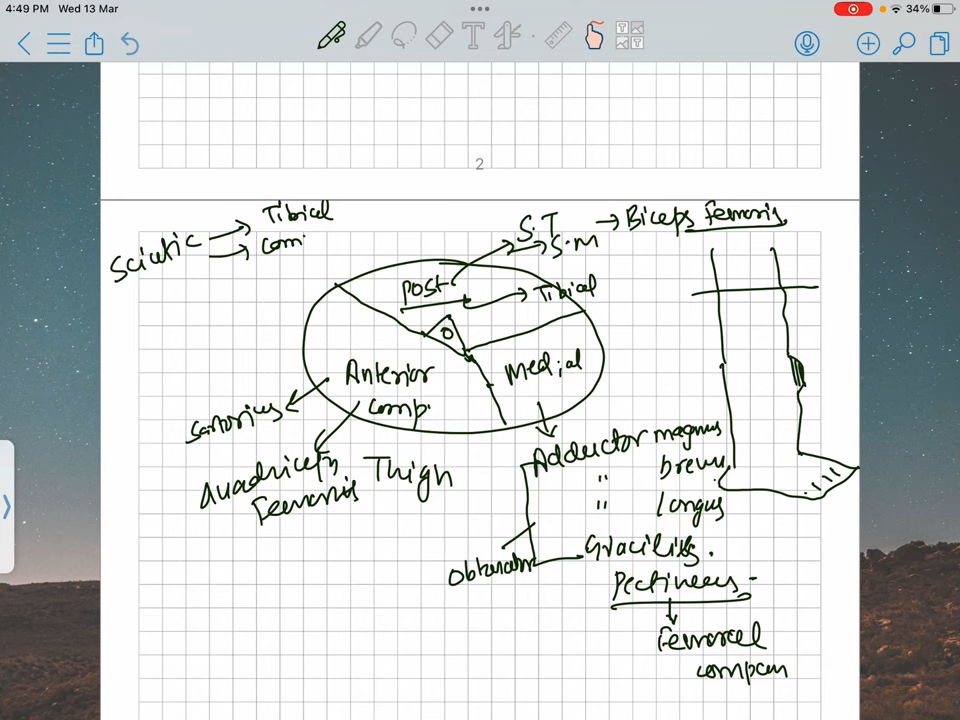 4:49 PM Wed 13 Mar
34%
T
2
Sciatic
Tibial
Com.
S.T
S.M
Biceps Femoris
Post
Tibial
Anterior
comp.
Medial
Sartorius
Quadriceps
Femoris
Thigh
Adductor magnus
" brevis
" longus
Gracilis.
Obturator
Pectineus -
Femoral
compan